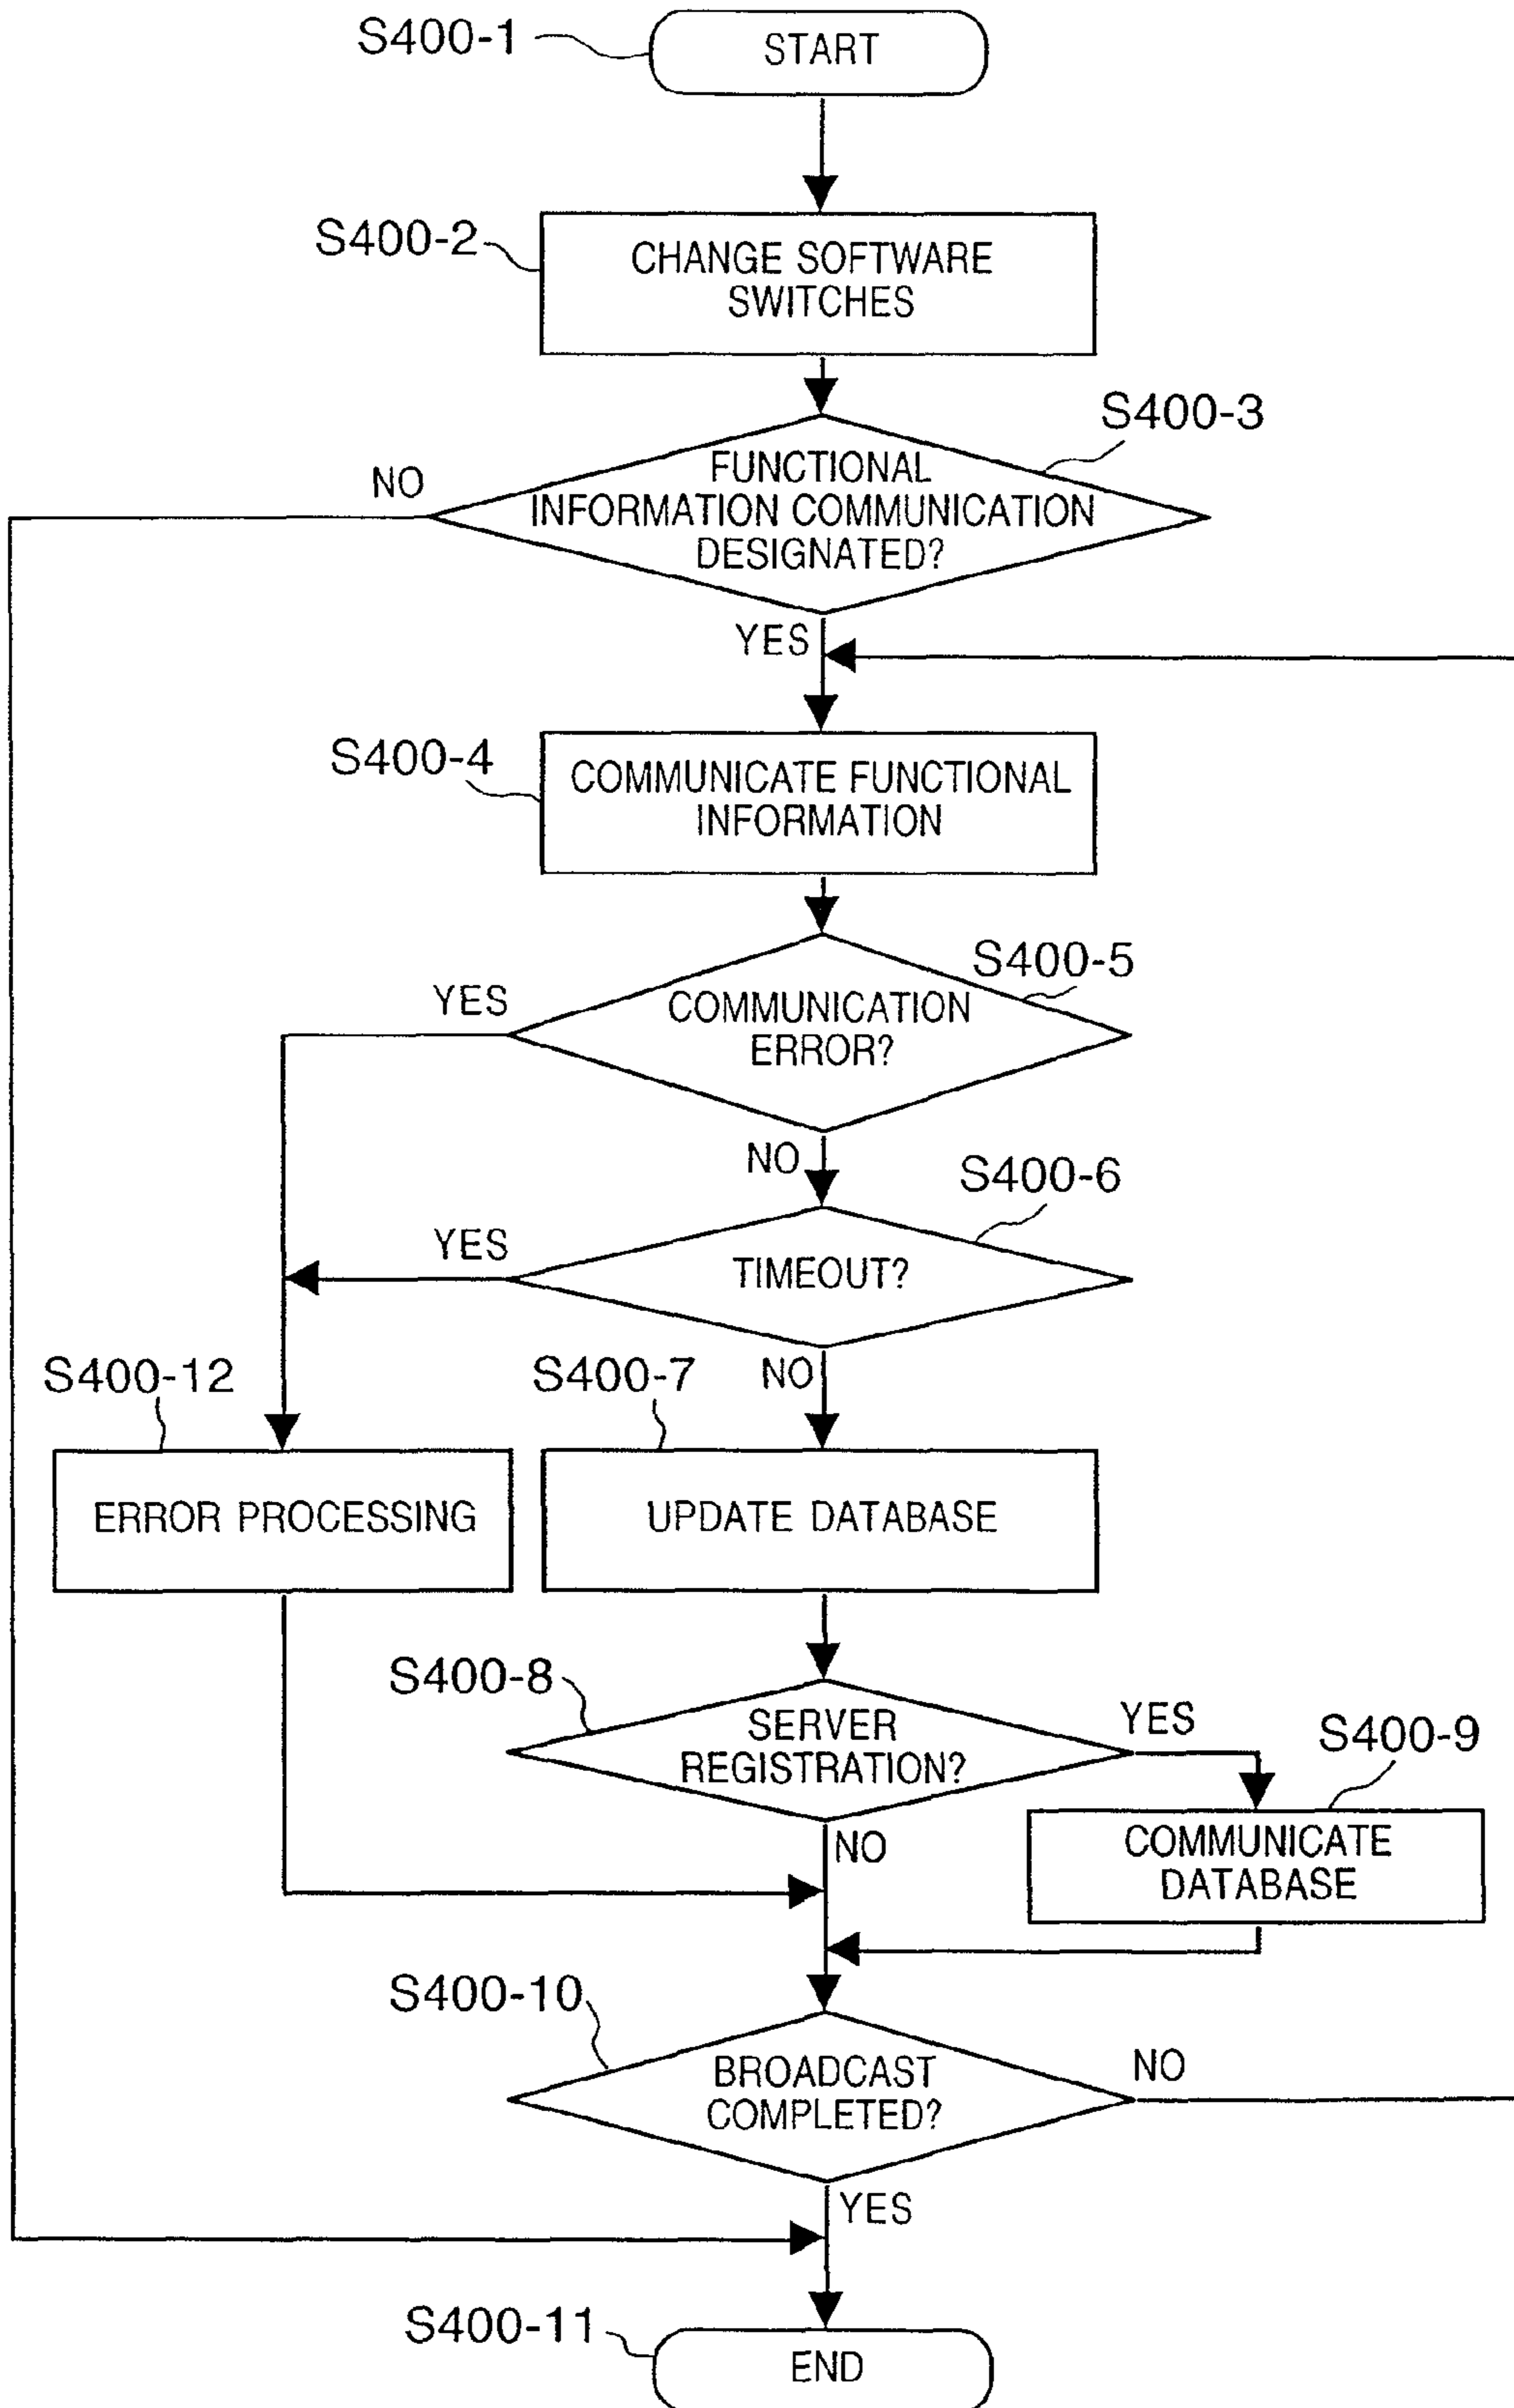 S400-1
START
S400-2
CHANGE SOFTWARE
SWITCHES
S400-3
NO
FUNCTIONAL
INFORMATION COMMUNICATION
DESIGNATED?
YES
S400-4
COMMUNICATE FUNCTIONAL
INFORMATION
S400-5
YES
COMMUNICATION
ERROR?
NO
S400-6
YES
TIMEOUT?
S400-12
S400-7
NO
ERROR PROCESSING
UPDATE DATABASE
S400-8
SERVER
REGISTRATION?
YES
S400-9
NO
COMMUNICATE
DATABASE
S400-10
BROADCAST
COMPLETED?
NO
YES
S400-11
END